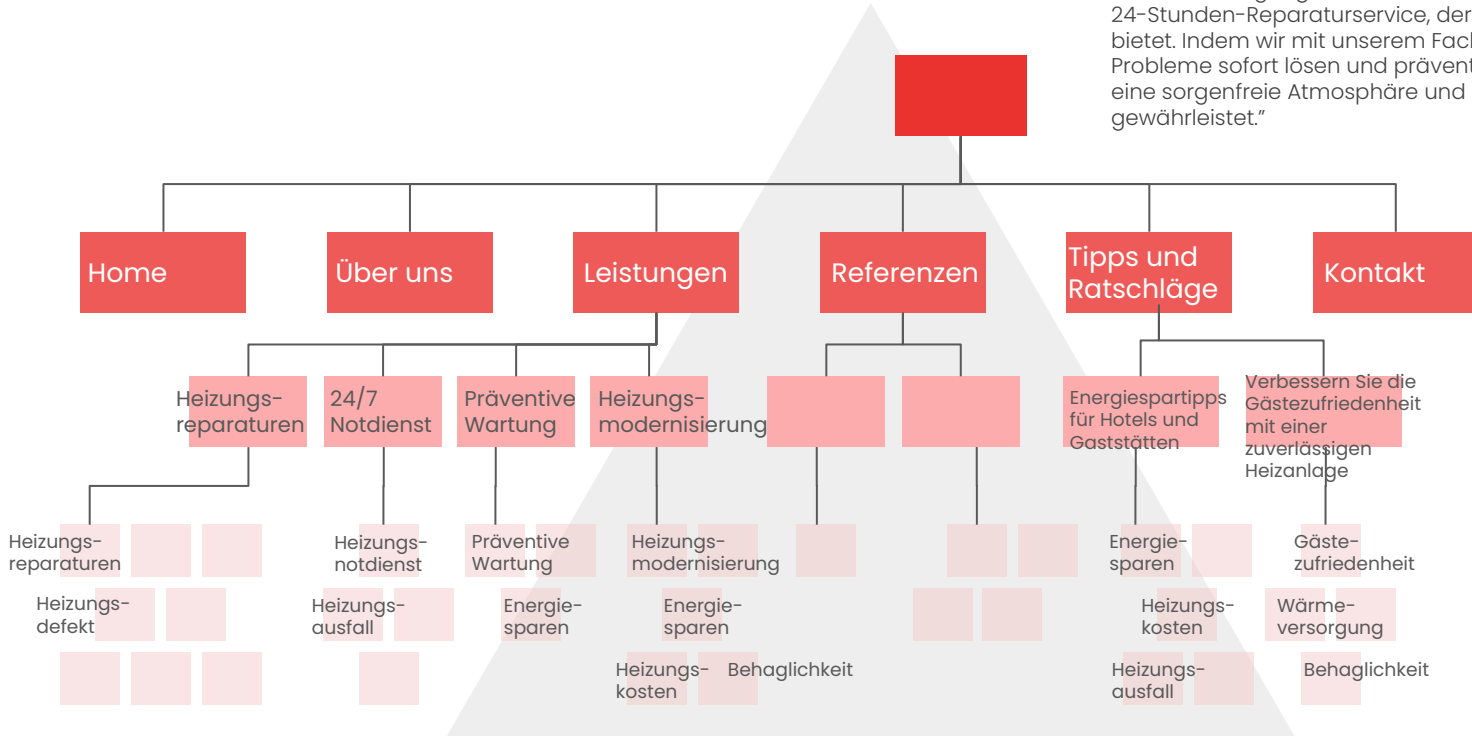 24-Stunden-Reparaturservice, der
bietet. Indem wir mit unserem Fach
Probleme sofort lösen und prävent
eine sorgenfreie Atmosphäre und
gewährleistet.”
Home
Über uns
Leistungen
Referenzen
Tipps und
Ratschläge
Kontakt
Heizungs-
reparaturen
24/7
Notdienst
Präventive
Wartung
Heizungs-
modernisierung
Energiespartipps
für Hotels und
Gaststätten
Verbessern Sie die
Gästezufriedenheit
mit einer
zuverlässigen
Heizanlage
Heizungs-
reparaturen
Heizungs-
notdienst
Präventive
Wartung
Heizungs-
modernisierung
Energie-
sparen
Gäste-
zufriedenheit
Heizungs-
defekt
Heizungs-
ausfall
Energie-
sparen
Energie-
sparen
Heizungs-
kosten
Wärme-
versorgung
Heizungs-
kosten
Behaglichkeit
Heizungs-
ausfall
Behaglichkeit